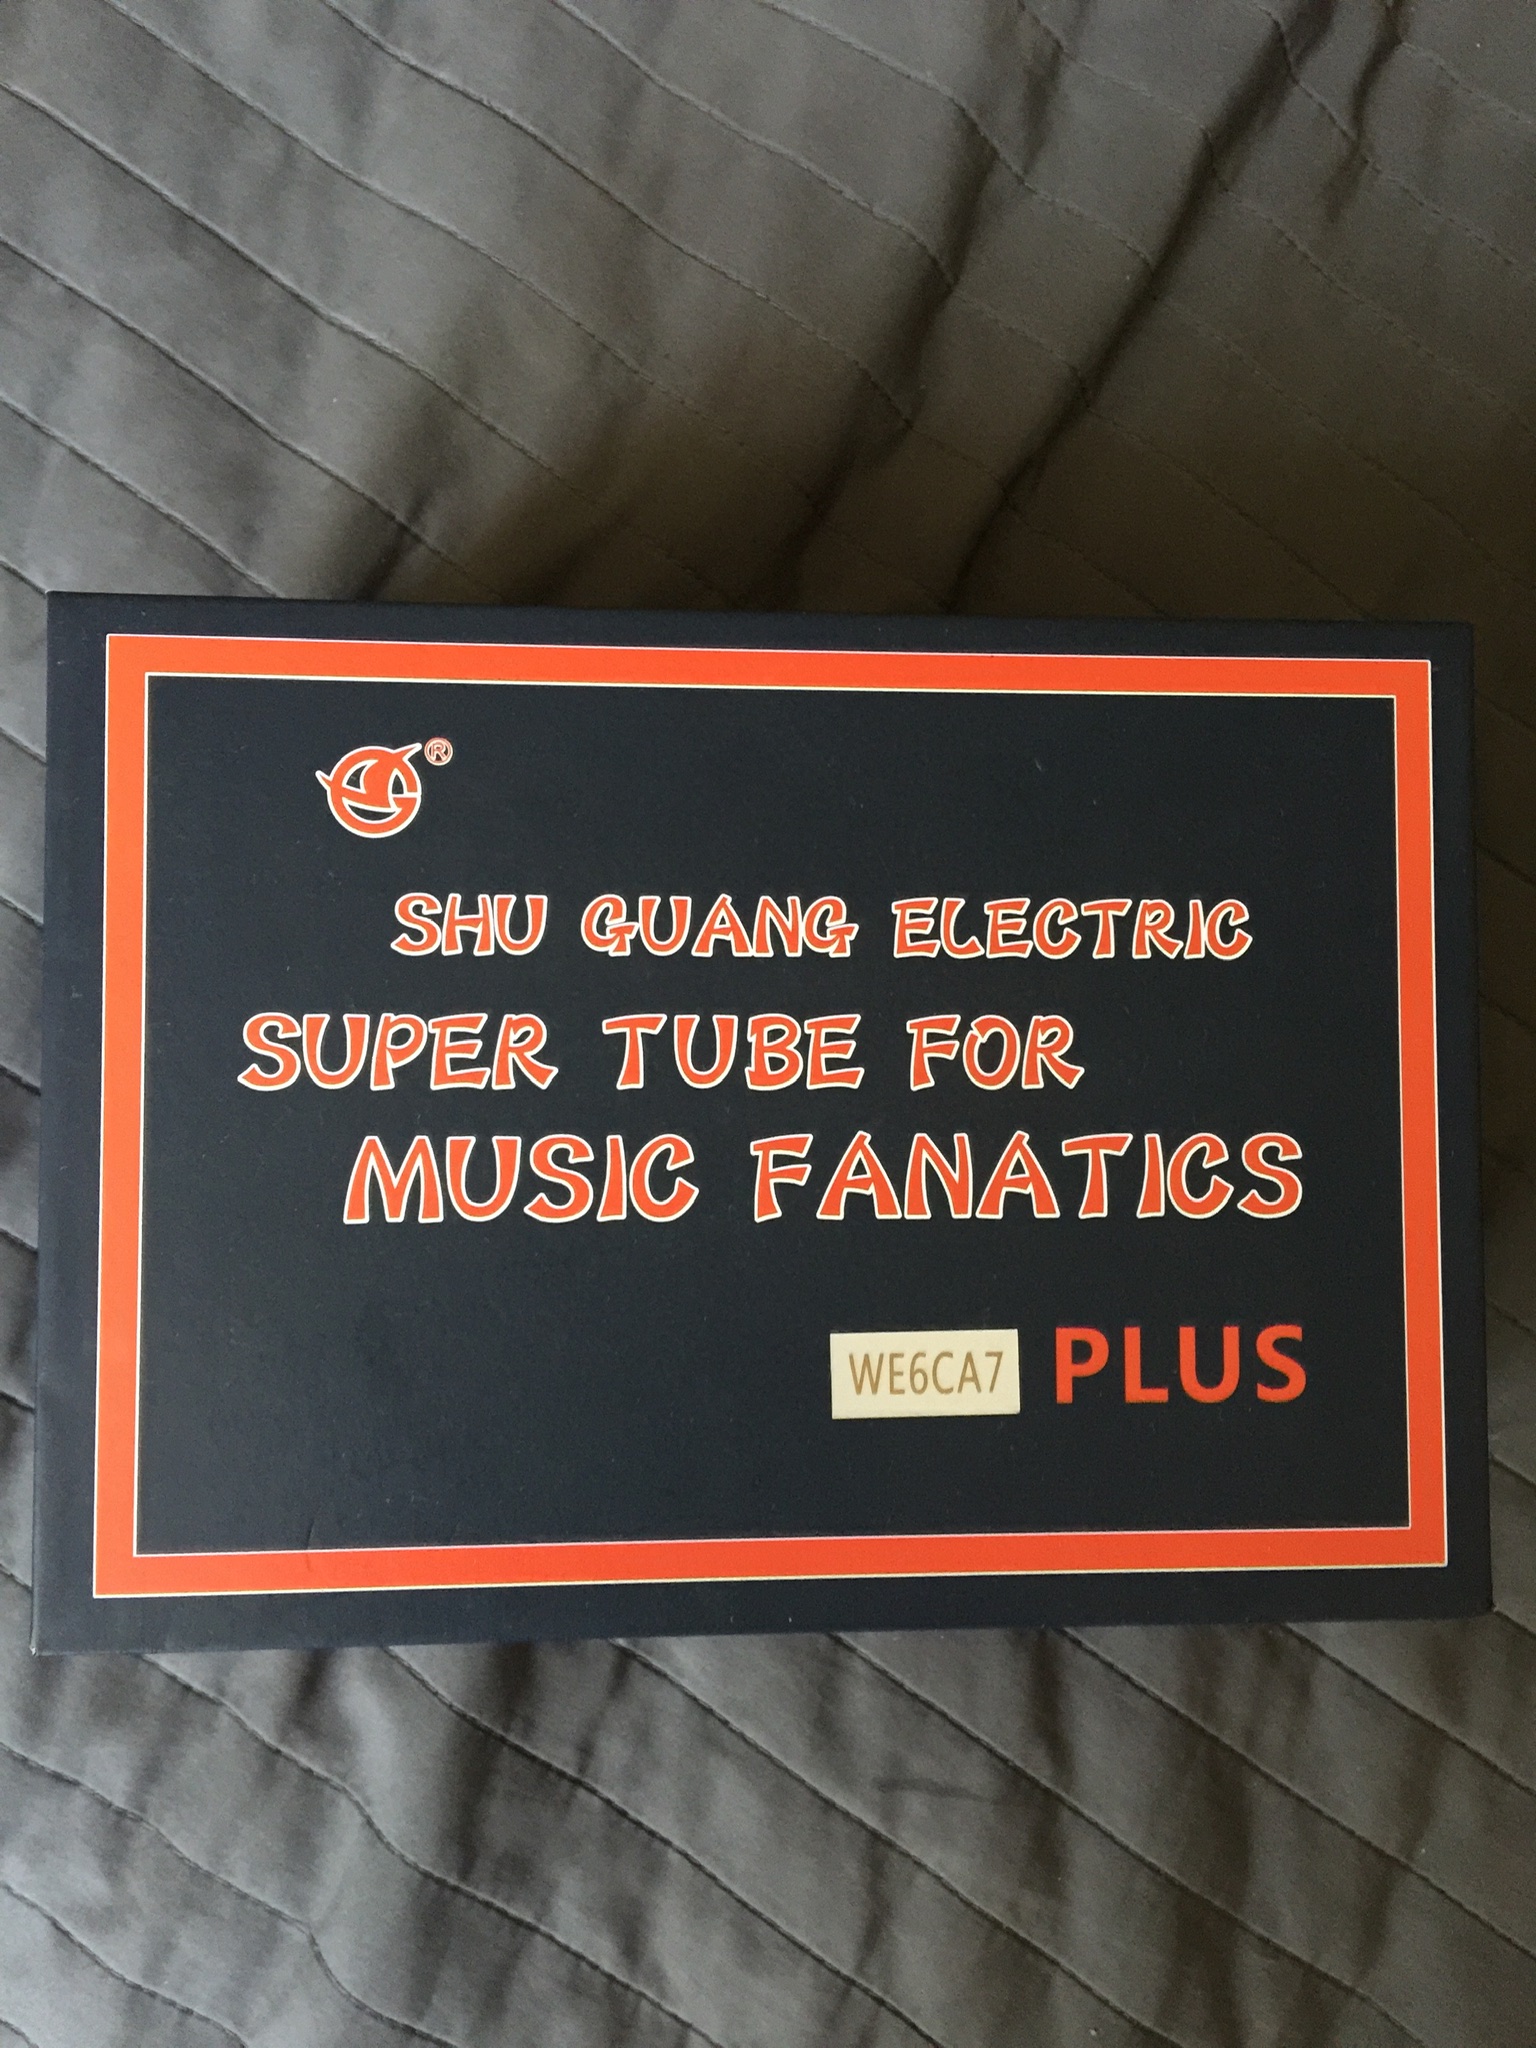 ®
SHU GUANG ELECTRIC
SUPER TUBE FOR
MUSIC FANATICS
WE6CA7 PLUS